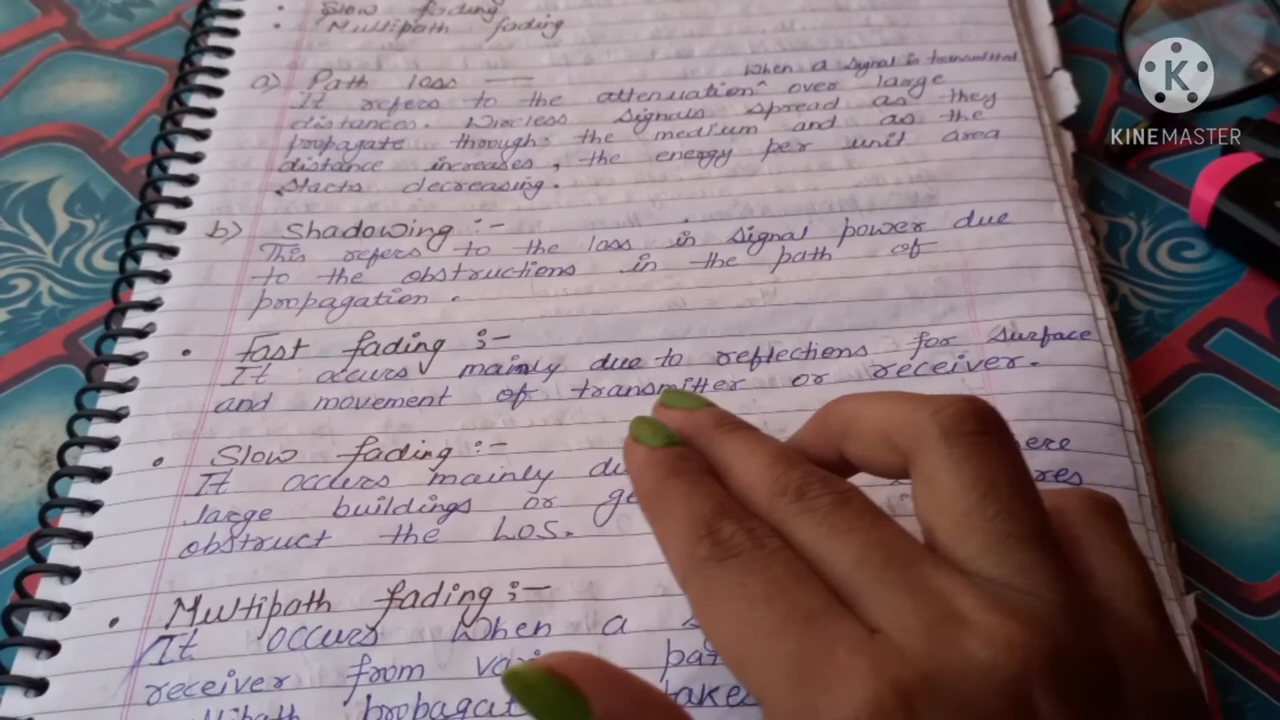 • Slow fading
• Multipath fading
a) Path loss —
when a signal is transmitted
It refers to the attenuation^ over large
distances. Wireless signals spread as they
propagate through the medium and as the
distance increases, the energy per unit area
starts decreasing.
b) Shadowing :-
This refers to the loss in signal power due
to the obstructions in the path of
propagation.
• Fast fading :-
It occurs mainly due to reflections for surface
and movement of transmitter or receiver.
• Slow fading :-
It occurs mainly
large buildings or
obstruct the LOS.
• Multipath fading :-
It occurs when a
receiver from
K
KINEMASTER